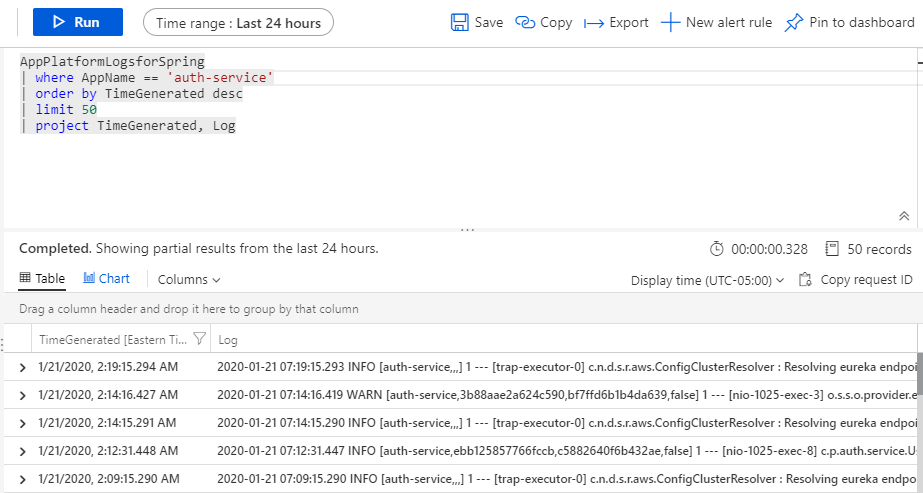 Run
Time range : Last 24 hours
Save
Copy
Export
New alert rule
Pin to dashboard
AppPlatformLogsforSpring
| where AppName == 'auth-service'
| order by TimeGenerated desc
| limit 50
| project TimeGenerated, Log
Completed. Showing partial results from the last 24 hours.
00:00:00.328
50 records
Table
Chart
Columns
Display time (UTC-05:00)
Copy request ID
Drag a column header and drop it here to group by that column
TimeGenerated [Eastern Ti...
Log
1/21/2020, 2:19:15.294 AM 2020-01-21 07:19:15.293 INFO [auth-service,,,] 1 --- [trap-executor-0] c.n.d.s.r.aws.ConfigClusterResolver : Resolving eureka endpoi
1/21/2020, 2:14:16.427 AM 2020-01-21 07:14:16.419 WARN [auth-service,3b88aae2a624c590,bf7ffd6b1b4da639,false] 1 --- [nio-1025-exec-3] o.s.s.o.provider.e
1/21/2020, 2:14:15.291 AM 2020-01-21 07:14:15.290 INFO [auth-service,,,] 1 --- [trap-executor-0] c.n.d.s.r.aws.ConfigClusterResolver : Resolving eureka endpoi
1/21/2020, 2:12:31.448 AM 2020-01-21 07:12:31.447 INFO [auth-service,ebb125857766fccb,c5882640f6b432ae,false] 1 --- [nio-1025-exec-8] c.p.auth.service.U
1/21/2020, 2:09:15.290 AM 2020-01-21 07:09:15.290 INFO [auth-service,,,] 1 --- [trap-executor-0] c.n.d.s.r.aws.ConfigClusterResolver : Resolving eureka endpo